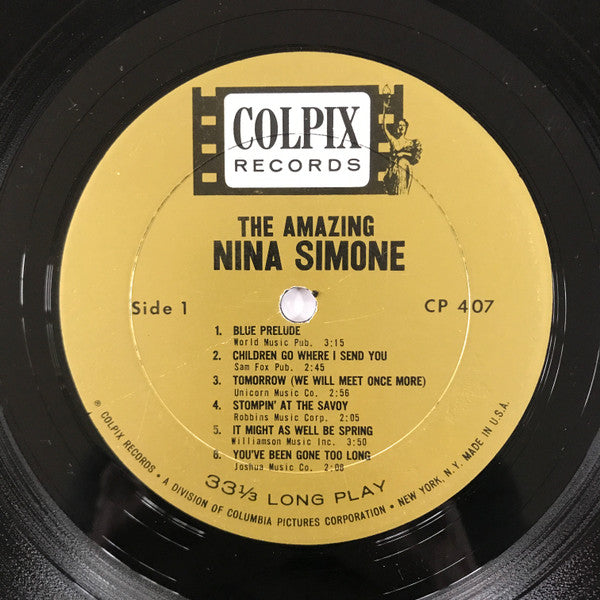 COLPIX
RECORDS
THE AMAZING
NINA SIMONE
Side 1
CP 407
1. BLUE PRELUDE
World Music Pub. 3:15
2. CHILDREN GO WHERE I SEND YOU
Sam Fox Pub. 2:45
3. TOMORROW (WE WILL MEET ONCE MORE)
Unicorn Music Co. 2:56
4. STOMPIN' AT THE SAVOY
Robbins Music Corp. 2:05
5. IT MIGHT AS WELL BE SPRING
Williamson Music Inc. 3:50
6. YOU'VE BEEN GONE TOO LONG
Joshua Music Co. 2:08
33⅓ LONG PLAY
® COLPIX RECORDS • A DIVISION OF COLUMBIA PICTURES CORPORATION • NEW YORK, N.Y. MADE IN U.S.A.